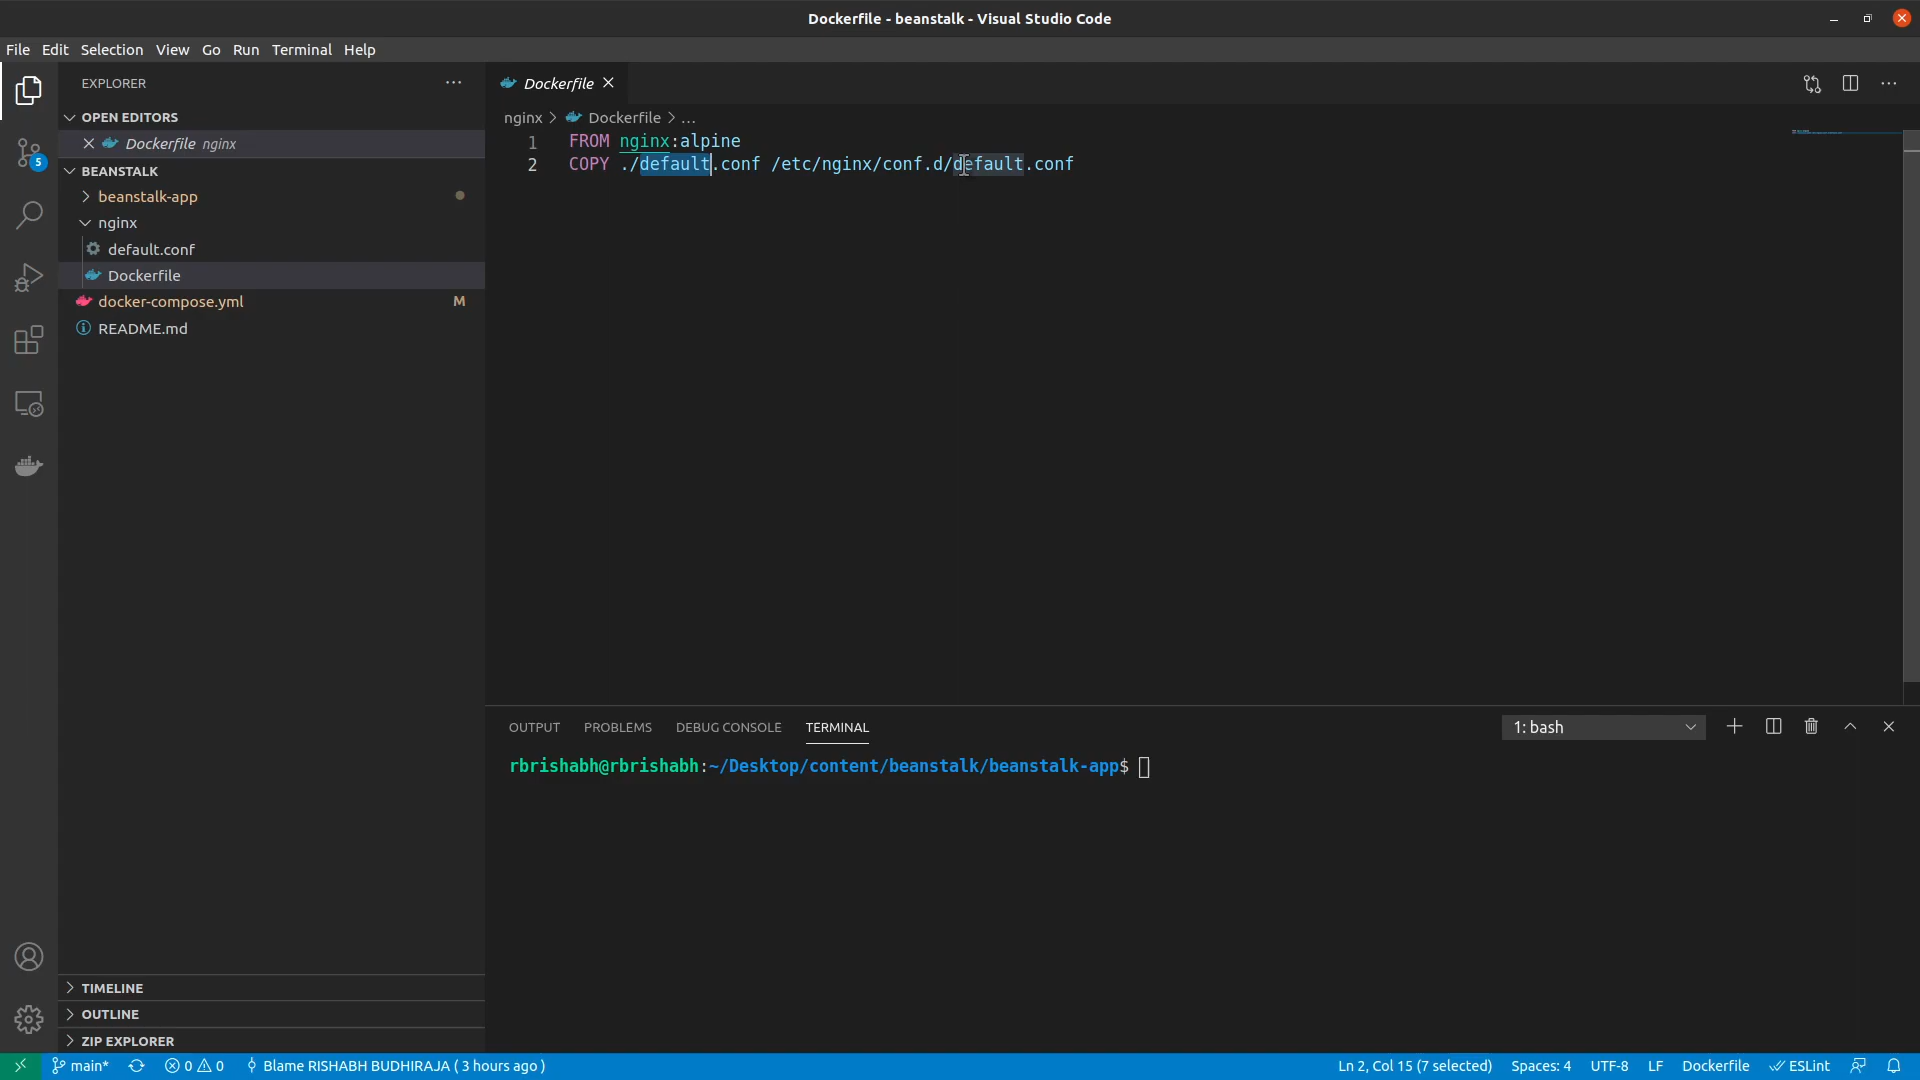 Dockerfile - beanstalk - Visual Studio Code
File Edit Selection View Go Run Terminal Help
EXPLORER
OPEN EDITORS
Dockerfile nginx
BEANSTALK
beanstalk-app
nginx
default.conf
Dockerfile
docker-compose.yml M
README.md
5
TIMELINE
OUTLINE
ZIP EXPLORER
Dockerfile
nginx > Dockerfile > ...
1 FROM nginx:alpine
2 COPY ./default.conf /etc/nginx/conf.d/default.conf
OUTPUT PROBLEMS DEBUG CONSOLE TERMINAL
1: bash
rbrishabh@rbrishabh:~/Desktop/content/beanstalk/beanstalk-app$
main* 0 0 Blame RISHABH BUDHIRAJA ( 3 hours ago ) Ln 2, Col 15 (7 selected) Spaces: 4 UTF-8 LF Dockerfile ESLint